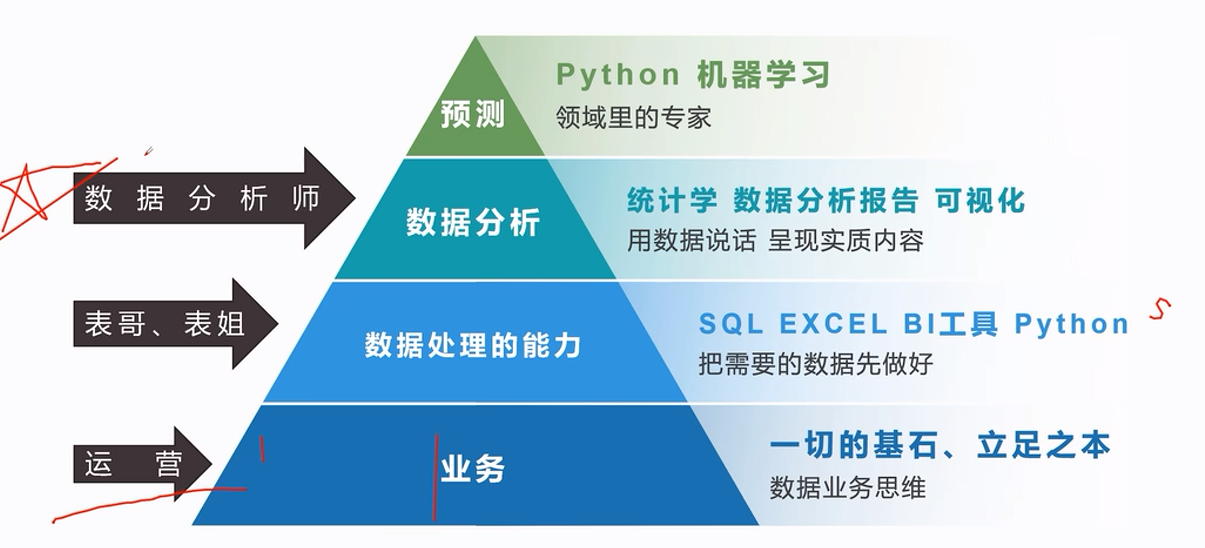 Python 机器学习
预测
领域里的专家
数据分析师
数据分析
统计学 数据分析报告 可视化
用数据说话 呈现实质内容
表哥、表姐
数据处理的能力
SQL EXCEL BI工具 Python
把需要的数据先做好
运营
业务
一切的基石、立足之本
数据业务思维